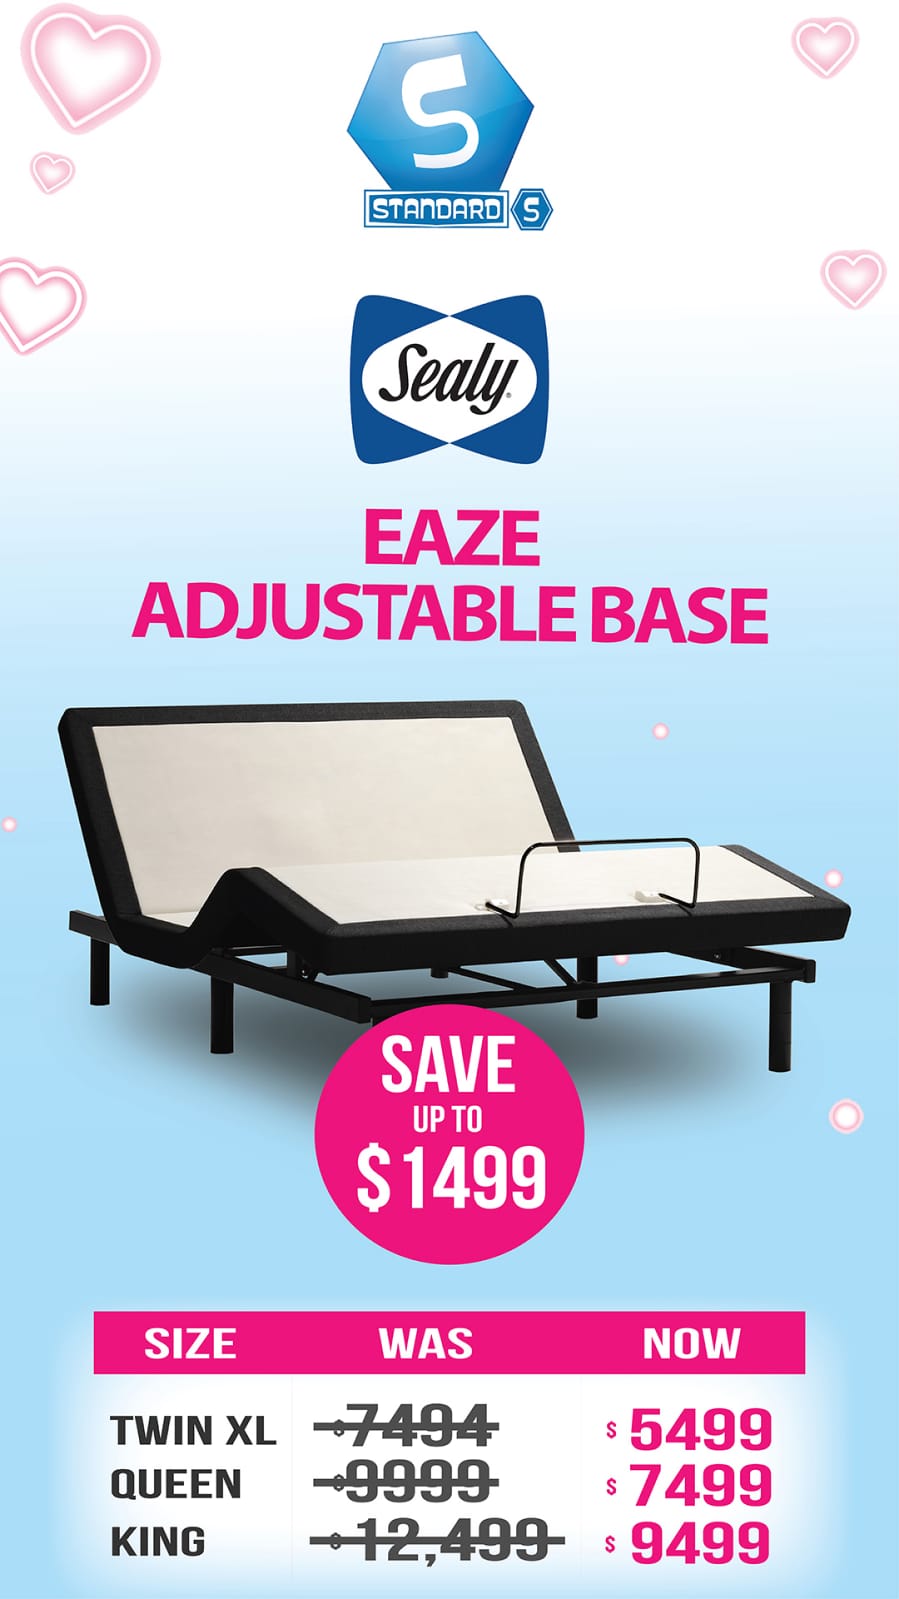 S
STANDARD S
Sealy
EAZE
ADJUSTABLE BASE
SAVE
UP TO
$1499
SIZE WAS NOW
TWIN XL $7494 $5499
QUEEN $9999 $7499
KING $12,499 $9499